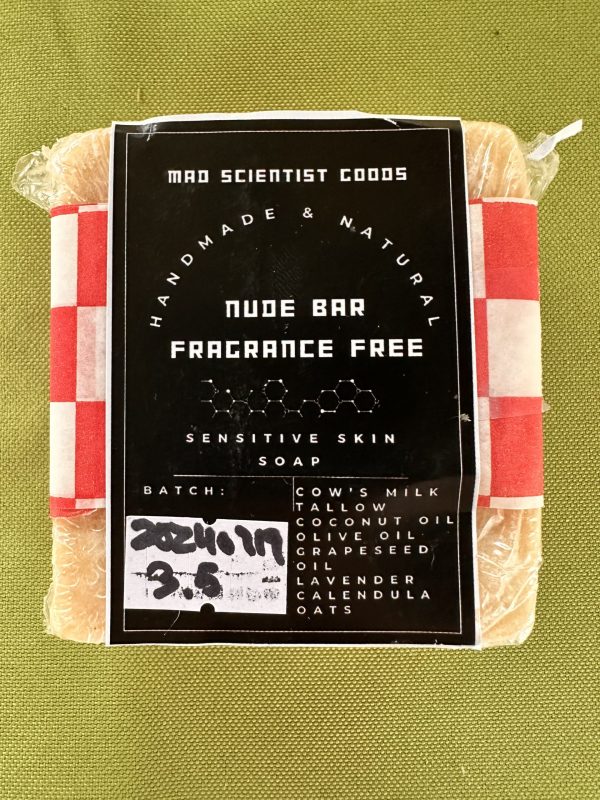 MAD SCIENTIST GOODS
HANDMADE & NATURAL
NUDE BAR
FRAGRANCE FREE
SENSITIVE SKIN
SOAP
BATCH:
20240717
3.5
COW'S MILK
TALLOW
COCONUT OIL
OLIVE OIL
GRAPESEED
OIL
LAVENDER
CALENDULA
OATS